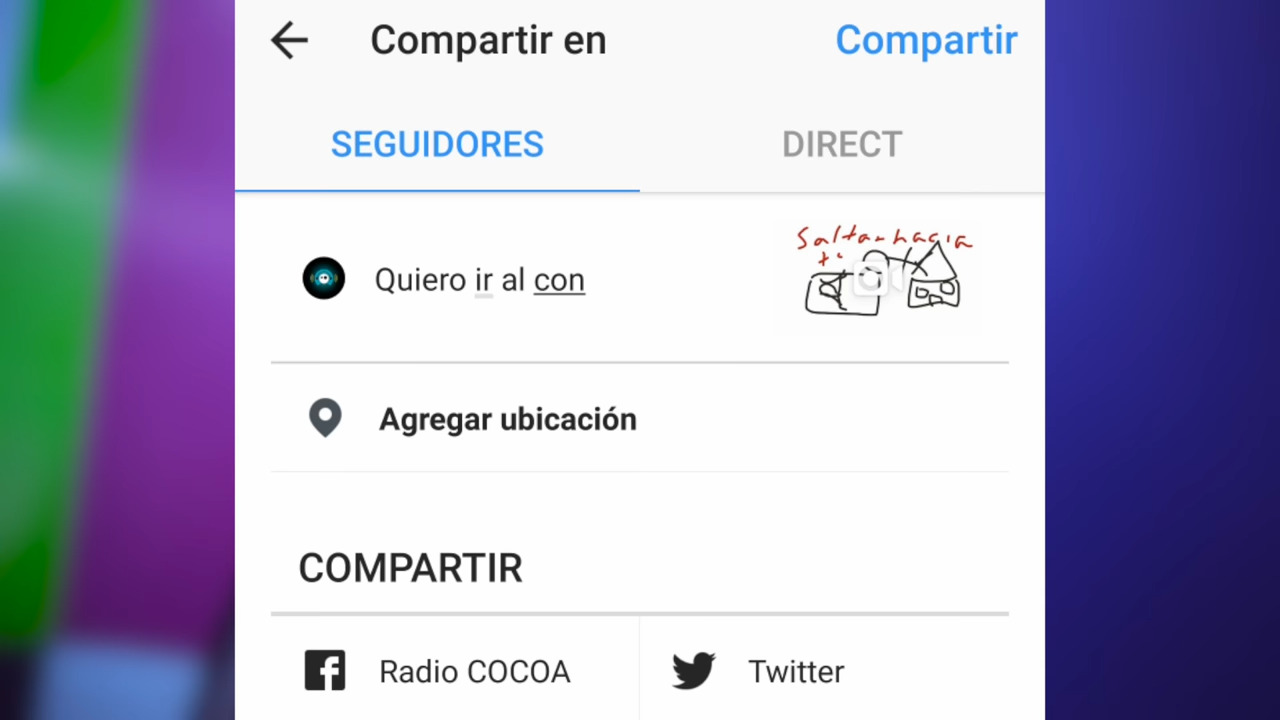 Compartir en
Compartir
SEGUIDORES
DIRECT
Quiero ir al con
Saltar hacia
Agregar ubicación
COMPARTIR
Radio COCOA
Twitter